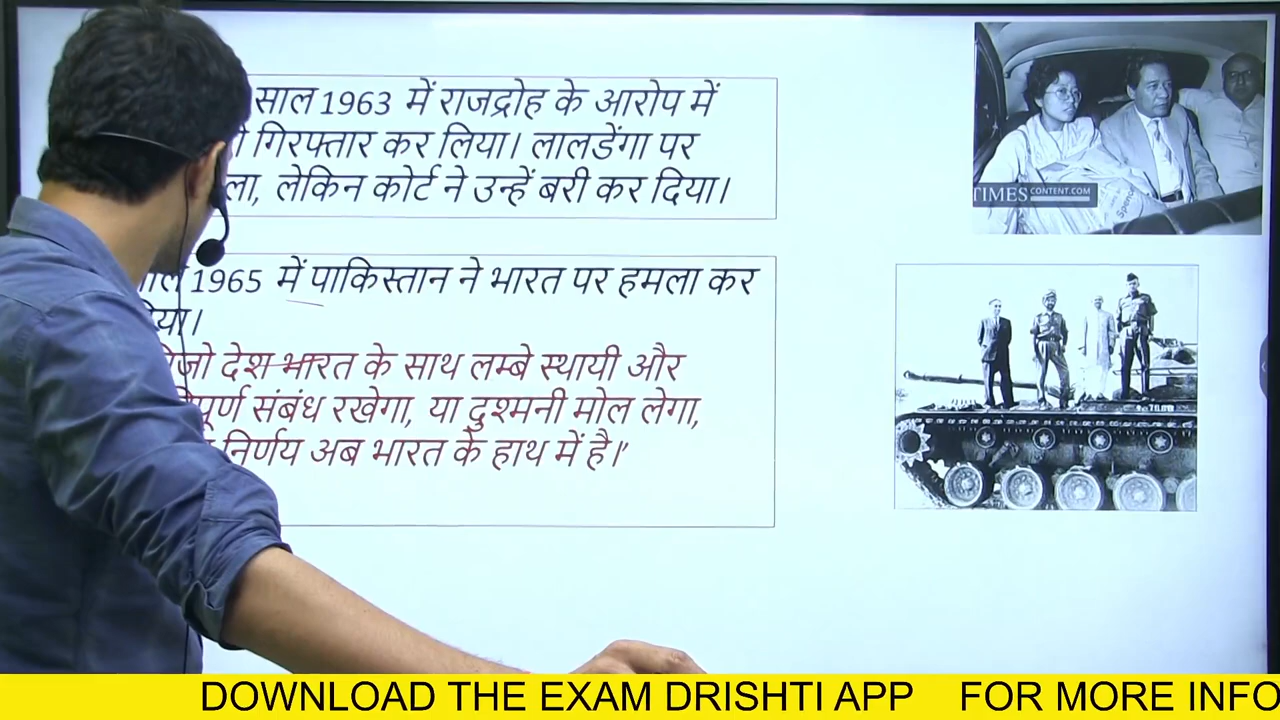 साल 1963 में राजद्रोह के आरोप में
गिरफ्तार कर लिया। लालडेंगा पर
लेकिन कोर्ट ने उन्हें बरी कर दिया।
1965 में पाकिस्तान ने भारत पर हमला कर
देश भारत के साथ लम्बे स्थायी और
संबंध रखेगा, या दुश्मनी मोल लेगा,
निर्णय अब भारत के हाथ में है।’
TIMES CONTENT.COM
DOWNLOAD THE EXAM DRISHTI APP FOR MORE INFO